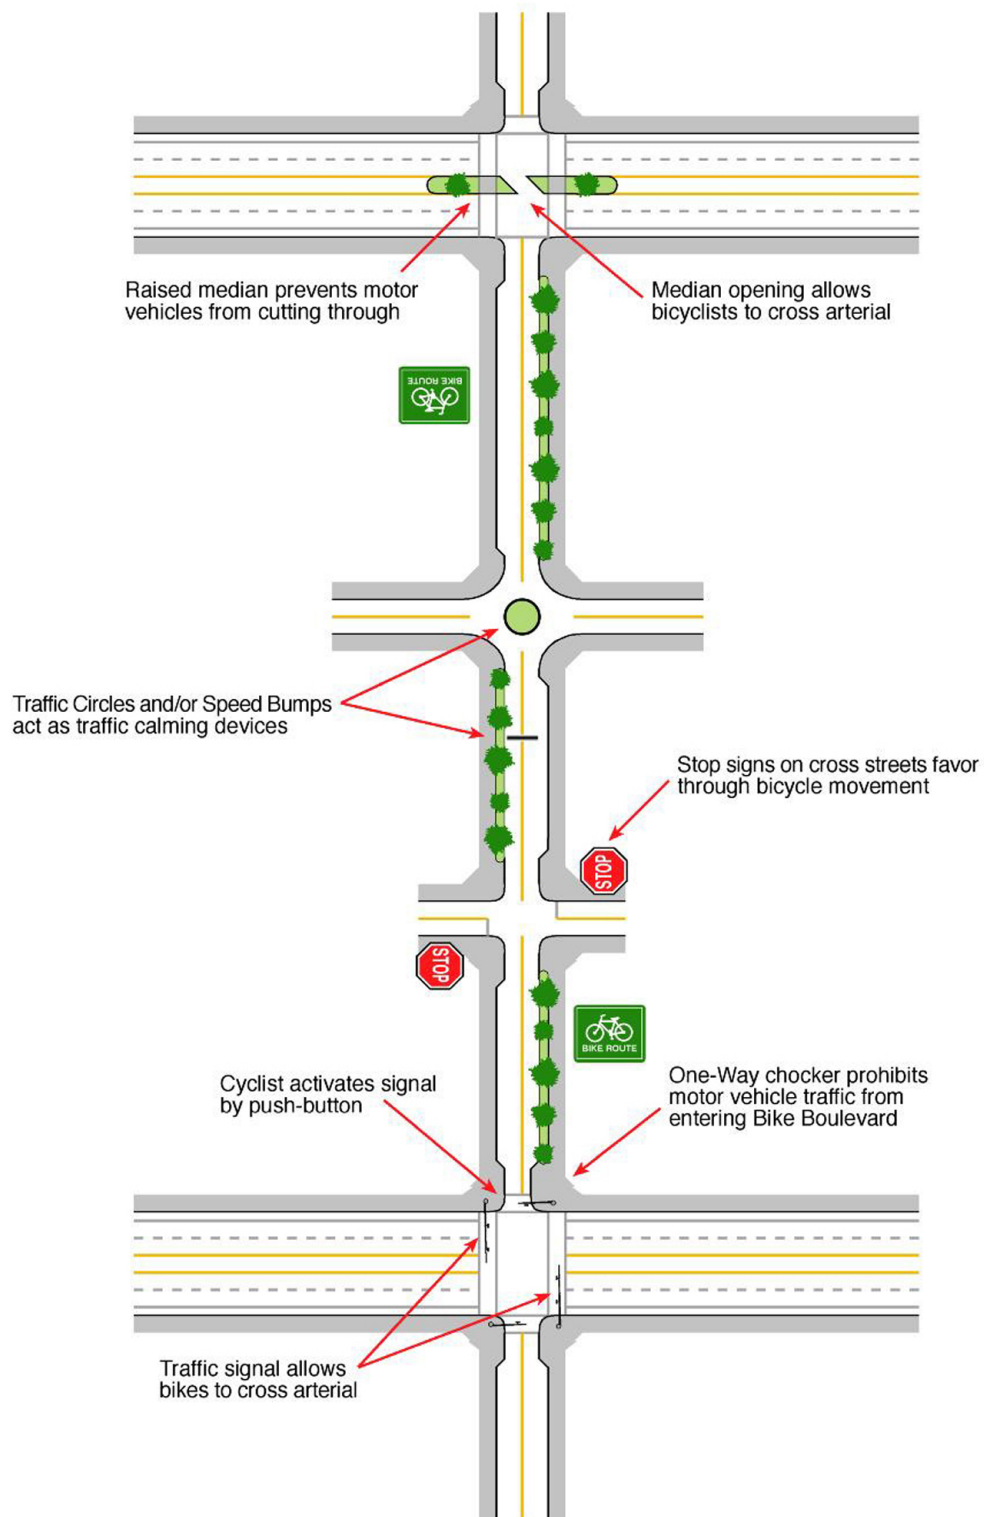 Raised median prevents motor
vehicles from cutting through
Median opening allows
bicyclists to cross arterial
BIKE ROUTE
Traffic Circles and/or Speed Bumps
act as traffic calming devices
Stop signs on cross streets favor
through bicycle movement
STOP
STOP
BIKE ROUTE
Cyclist activates signal
by push-button
One-Way chocker prohibits
motor vehicle traffic from
entering Bike Boulevard
Traffic signal allows
bikes to cross arterial